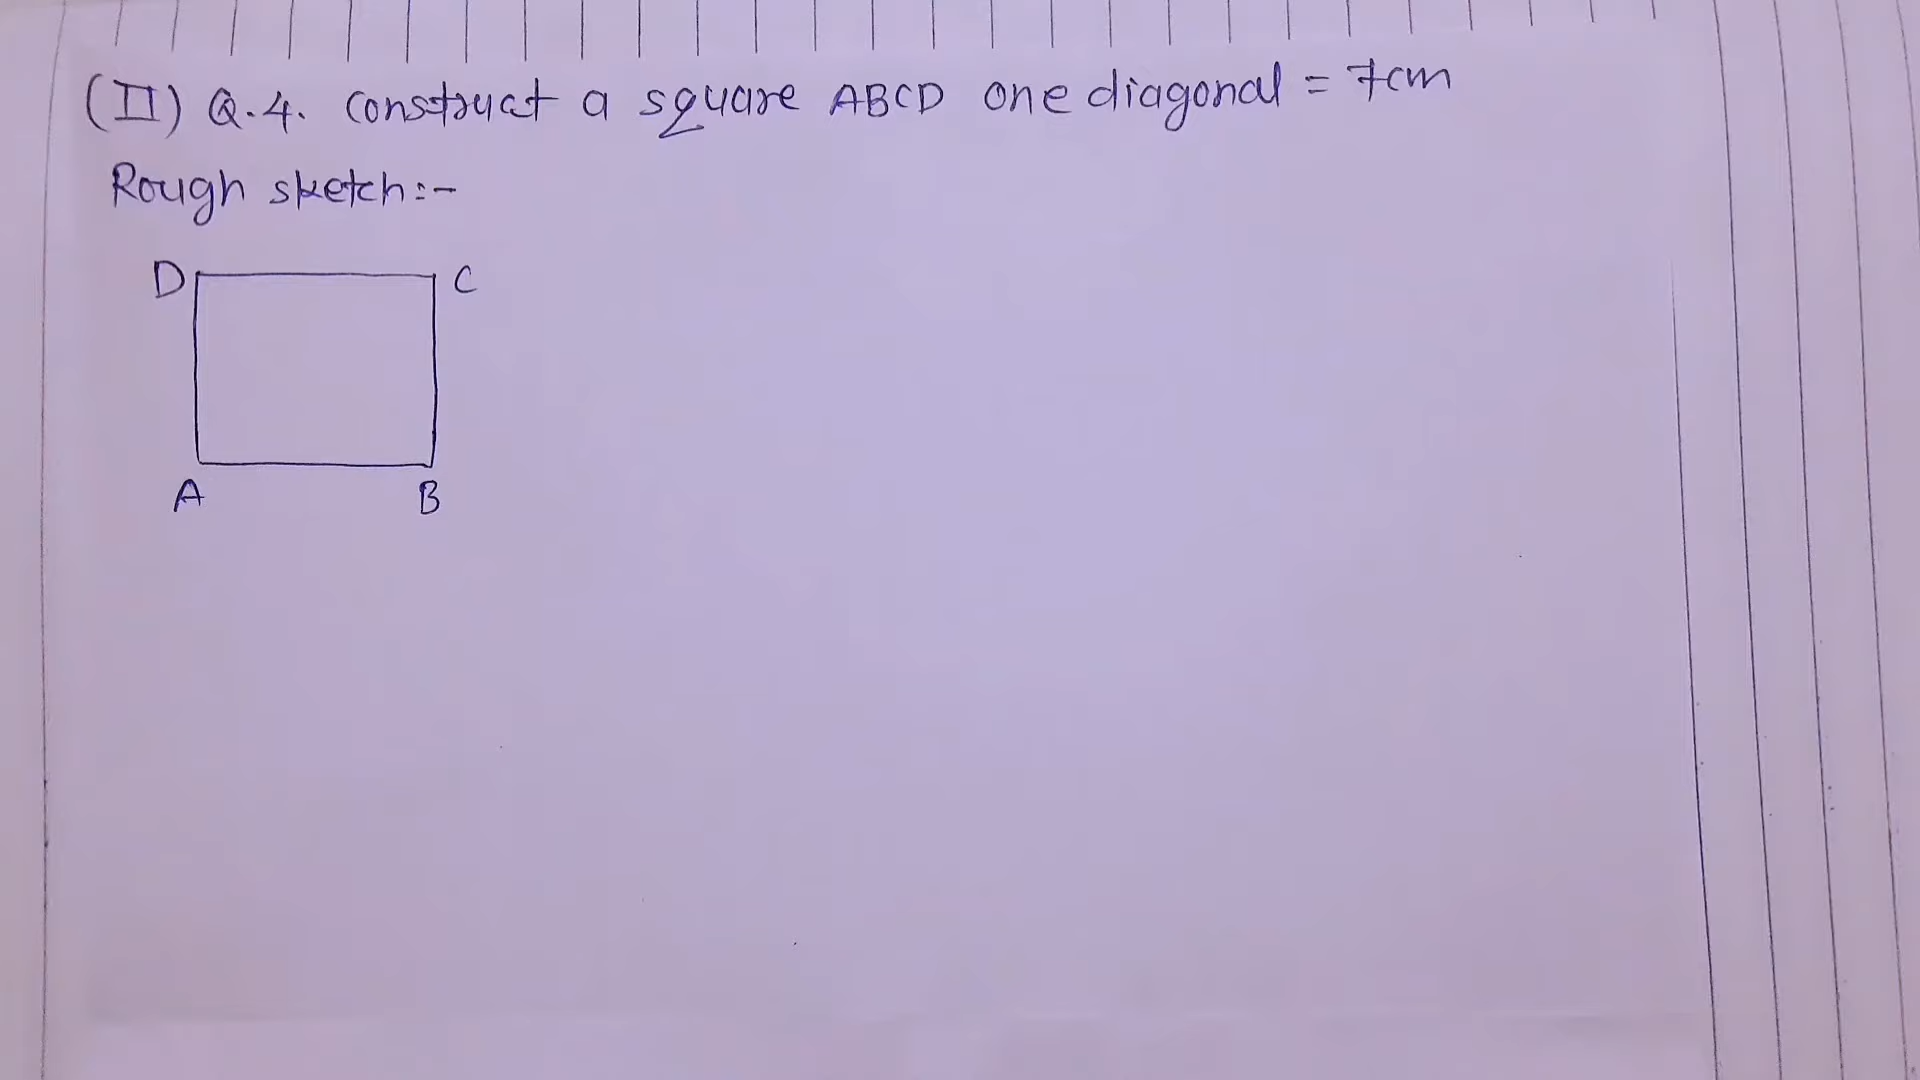 (II) Q.4. Construct a square ABCD one diagonal = 7cm
Rough sketch:-
D C
A B